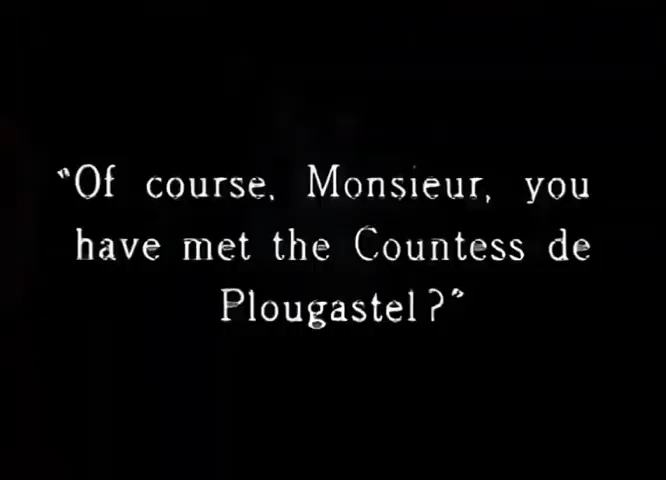 "Of course, Monsieur, you
have met the Countess de
Plougastel?"